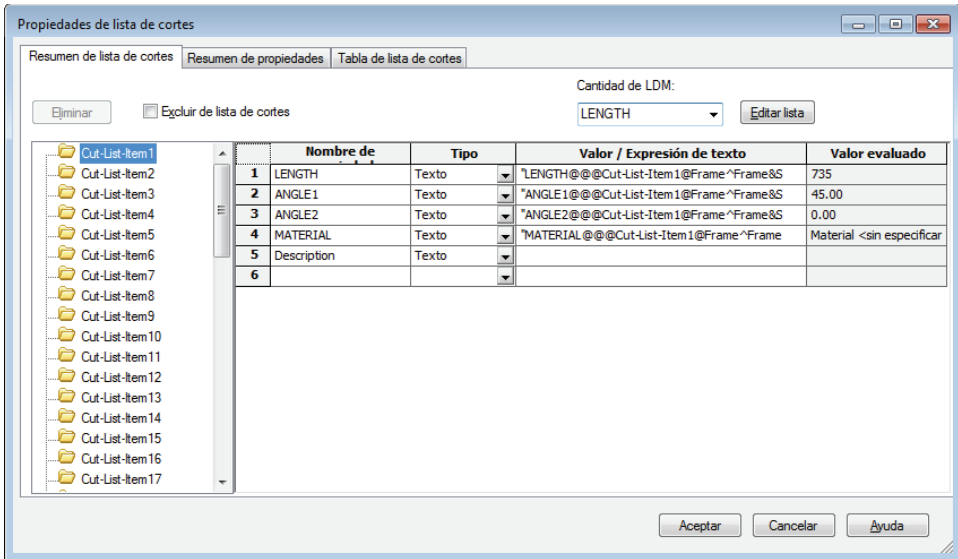 Propiedades de lista de cortes
Resumen de lista de cortes Resumen de propiedades Tabla de lista de cortes
Cantidad de LDM:
Eliminar Excluir de lista de cortes LENGTH Editar lista
Cut-List-Item1
Cut-List-Item2
Cut-List-Item3
Cut-List-Item4
Cut-List-Item5
Cut-List-Item6
Cut-List-Item7
Cut-List-Item8
Cut-List-Item9
Cut-List-Item10
Cut-List-Item11
Cut-List-Item12
Cut-List-Item13
Cut-List-Item14
Cut-List-Item15
Cut-List-Item16
Cut-List-Item17
Nombre de Tipo Valor / Expresión de texto Valor evaluado
1 LENGTH Texto "LENGTH@@@Cut-List-Item1@Frame^Frame&S 735
2 ANGLE1 Texto "ANGLE1@@@Cut-List-Item1@Frame^Frame&S 45.00
3 ANGLE2 Texto "ANGLE2@@@Cut-List-Item1@Frame^Frame&S 0.00
4 MATERIAL Texto "MATERIAL@@@Cut-List-Item1@Frame^Frame Material <sin especificar
5 Description Texto
6
Aceptar Cancelar Ayuda